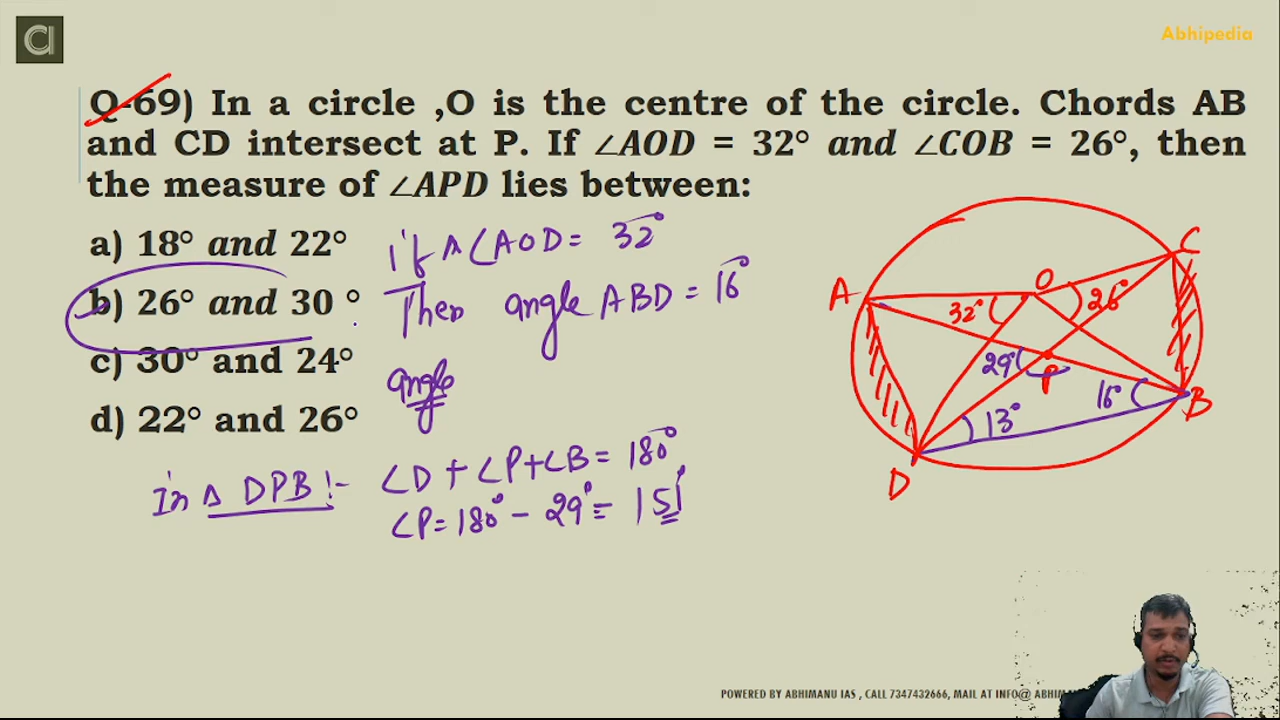 CI
Abhipedia
Q-69) In a circle ,O is the centre of the circle. Chords AB
and CD intersect at P. If ∠AOD = 32° and ∠COB = 26°, then
the measure of ∠APD lies between:
a) 18° and 22°
b) 26° and 30 °
c) 30° and 24°
d) 22° and 26°
if ∠AOD = 32°
Then angle ABD = 16°
angle
In Δ DPB :-
∠D + ∠P + ∠B = 180°
∠P = 180° - 29° = 151°
A
O
C
32°
26°
29°
P
16°
B
13°
D
POWERED BY ABHIMANU IAS , CALL 7347432666, MAIL AT INFO@ ABHIM